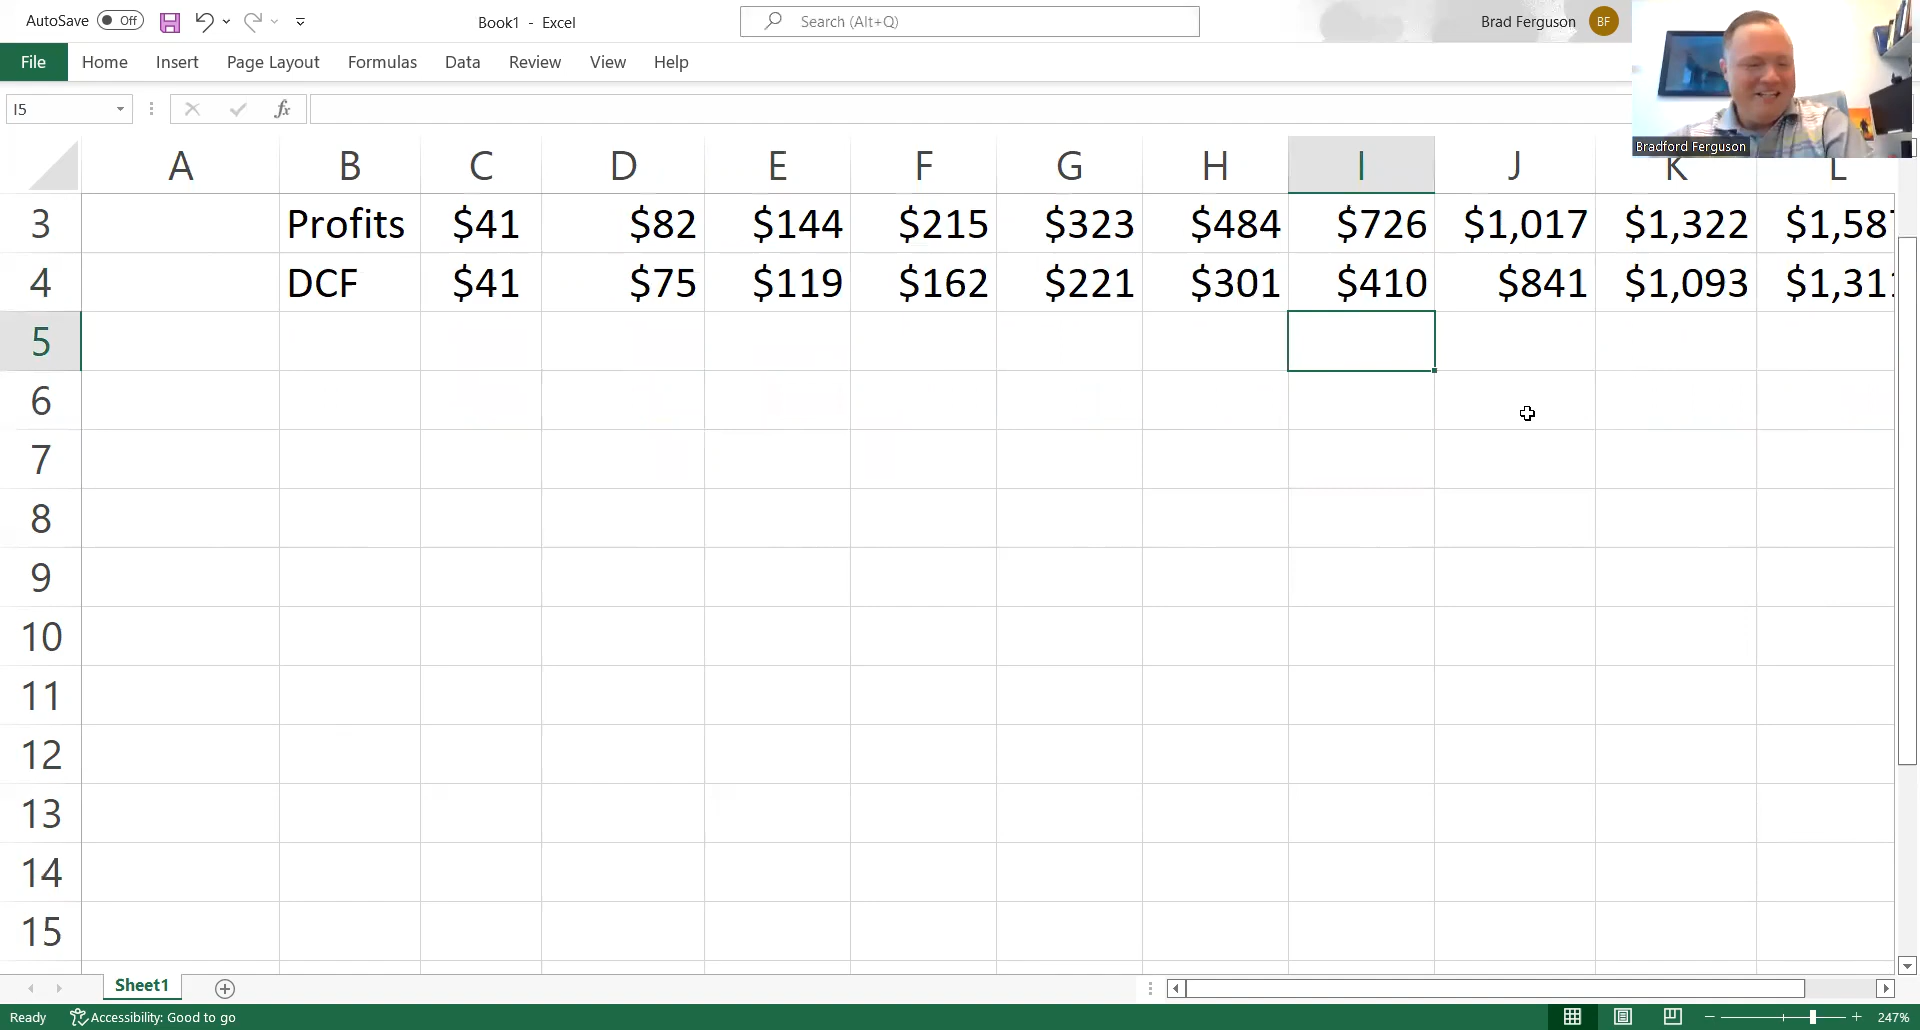 AutoSave Off Book1 - Excel Search (Alt+Q) Brad Ferguson BF
File Home Insert Page Layout Formulas Data Review View Help
I5 fx
Bradford Ferguson
A B C D E F G H I J K L
3 Profits $41 $82 $144 $215 $323 $484 $726 $1,017 $1,322 $1,58
4 DCF $41 $75 $119 $162 $221 $301 $410 $841 $1,093 $1,31
5
6
7
8
9
10
11
12
13
14
15
Sheet1
Ready Accessibility: Good to go 247%